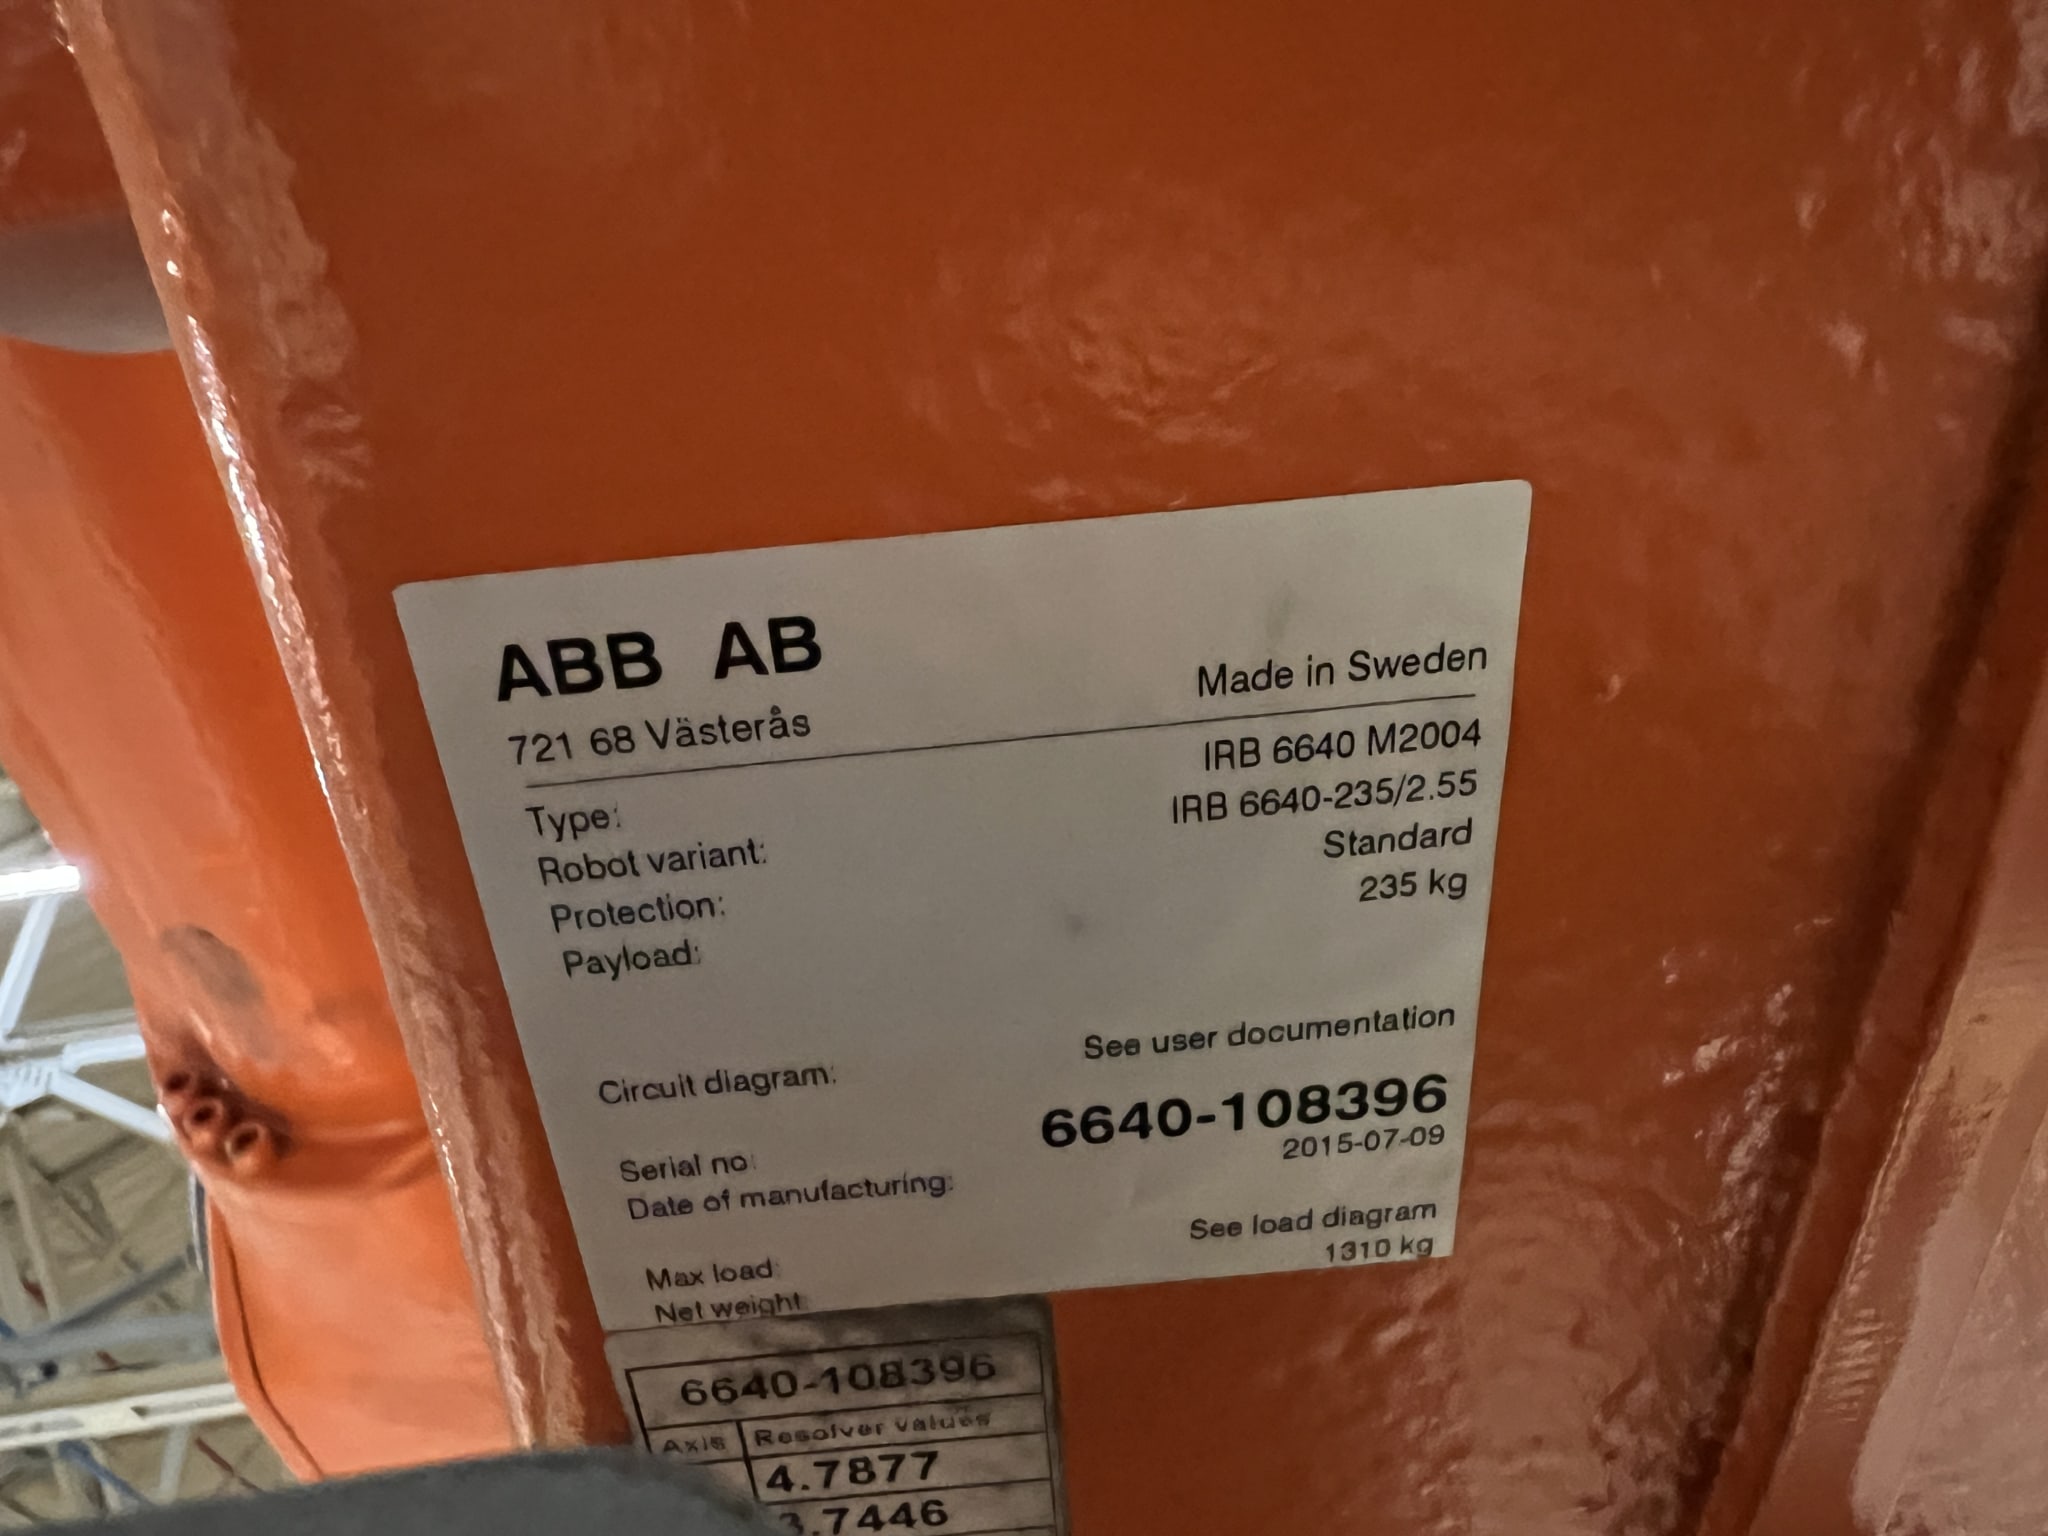 ABB AB
721 68 Västerås
Made in Sweden
Type: IRB 6640 M2004
Robot variant: IRB 6640-235/2.55
Protection: Standard
Payload: 235 kg
Circuit diagram: See user documentation
Serial no: 6640-108396
Date of manufacturing: 2015-07-09
Max load: See load diagram
Net weight: 1310 kg
6640-108396
Axis Resolver values
4.7877
3.7446